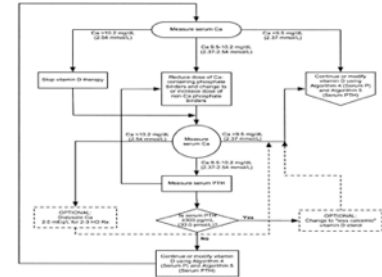 Measure serum Ca
Ca >10.2 mg/dL
(2.54 mmol/L)
Ca <9.5 mg/dL
(2.37 mmol/L)
Ca 9.5-10.2 mg/dL
(2.37-2.54 mmol/L)
Stop vitamin D therapy
Reduce dose of Ca-
containing phosphate
binders and change to
or increase dose of
non-Ca phosphate
binders
Continue or modify
vitamin D using
Algorithm 4 (Serum P)
and Algorithm 5
(Serum PTH)
Ca >10.2 mg/dL
(2.54 mmol/L)
Measure
serum Ca
Ca <9.5 mg/dL
(2.37 mmol/L)
Ca 9.5-10.2 mg/dL
(2.37-2.54 mmol/L)
Measure serum PTH
OPTIONAL:
Dialysate Ca
Is serum PTH
Yes
OPTIONAL:
Change to "less calcemic"
vitamin D
No
Continue or modify vitamin
D using Algorithm 4
(Serum P) and Algorithm 5
(Serum PTH)